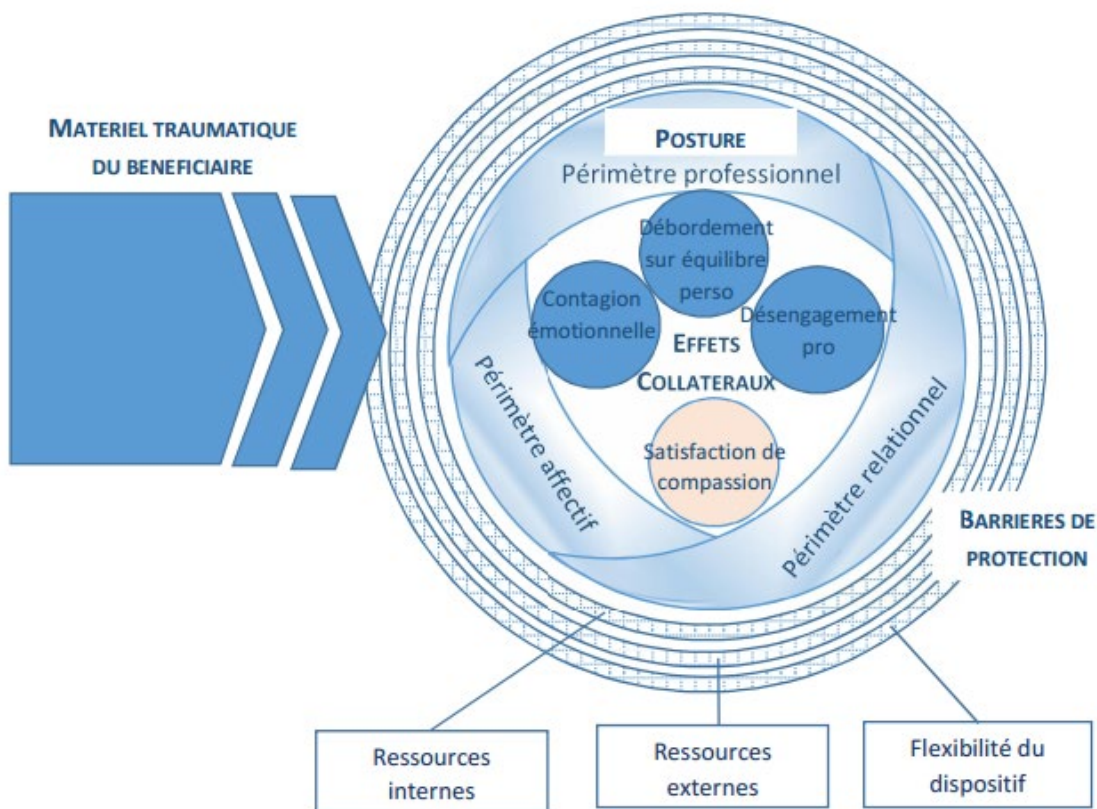 MATERIEL TRAUMATIQUE
DU BENEFICIAIRE
POSTURE
Périmètre professionnel
Débordement
sur équilibre
perso
Contagion
émotionnelle
Désengagement
pro
EFFETS
COLLATERAUX
Satisfaction de
compassion
Périmètre affectif
Périmètre relationnel
BARRIERES DE
PROTECTION
Ressources
internes
Ressources
externes
Flexibilité du
dispositif